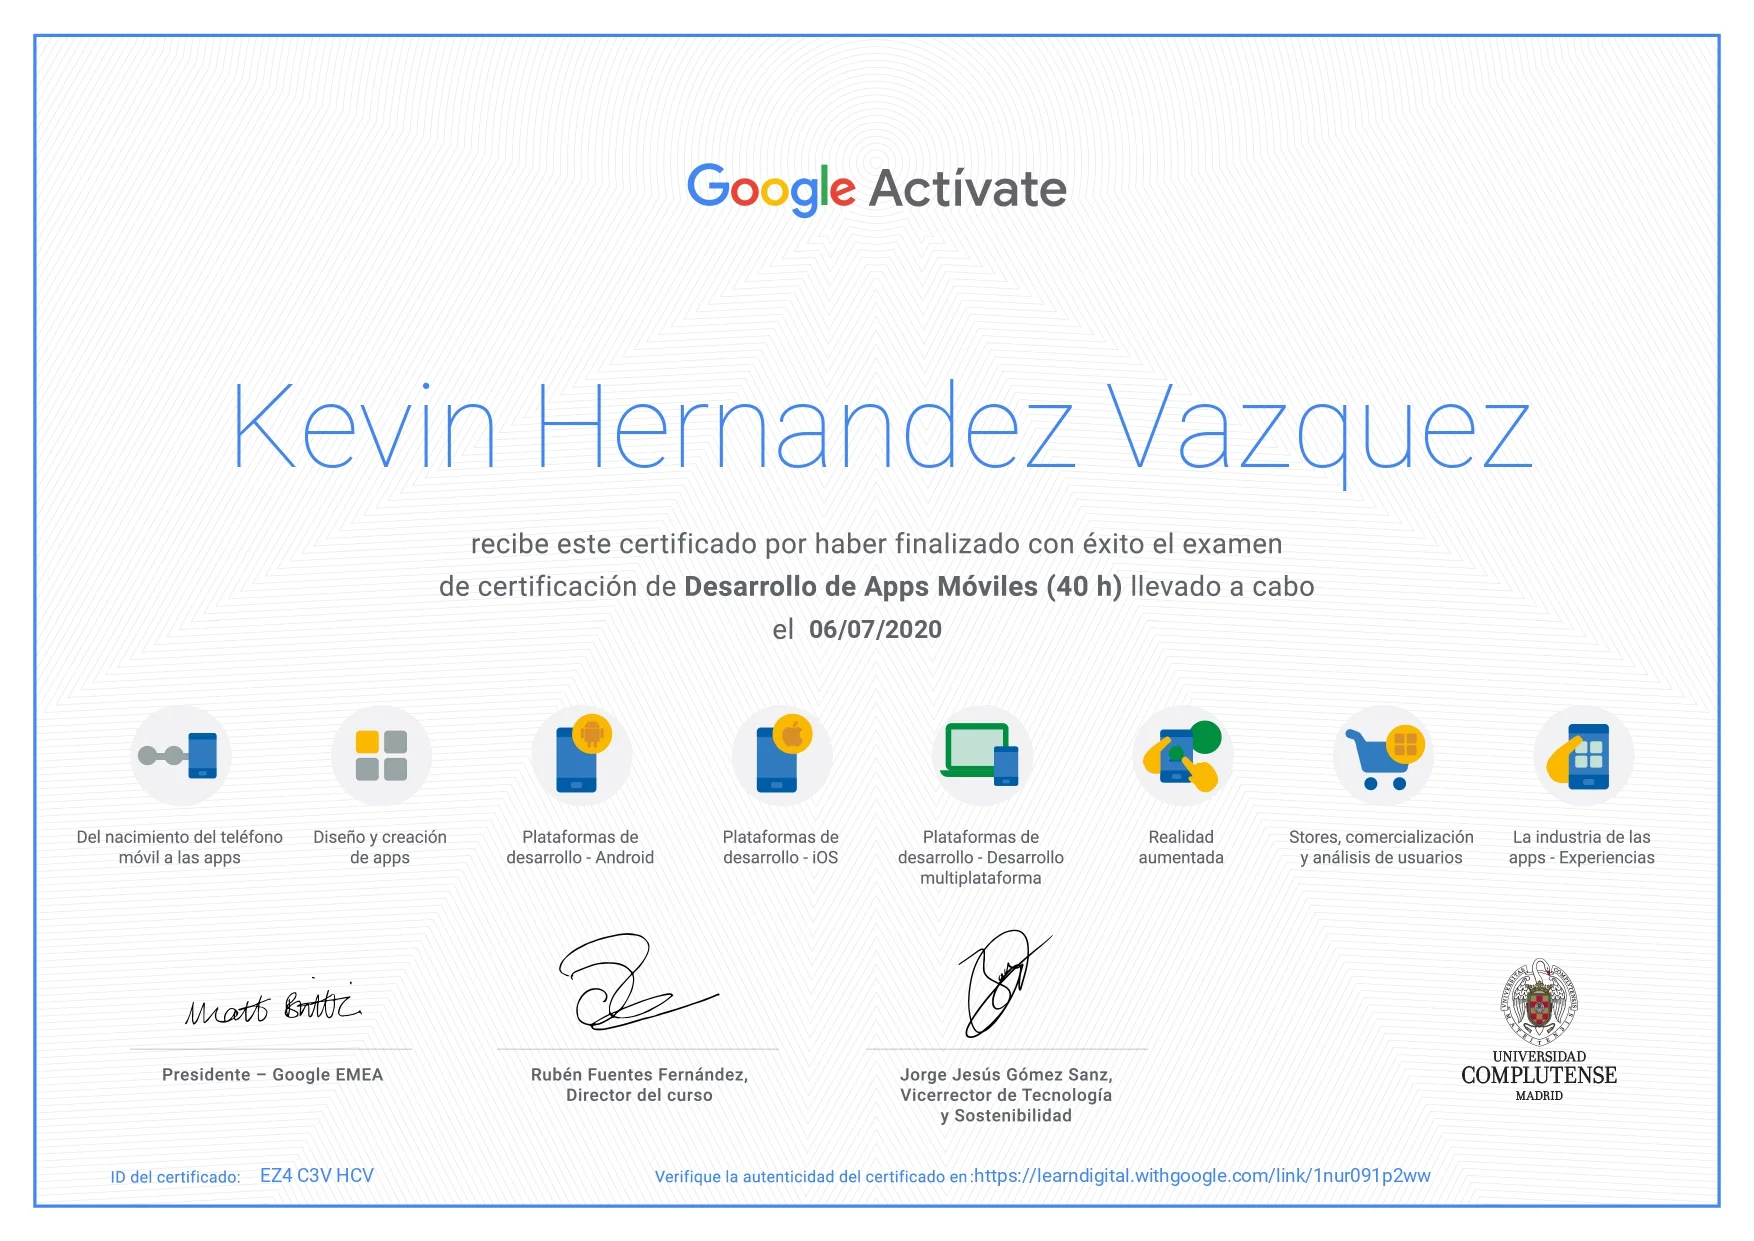 Google Actívate
Kevin Hernandez Vazquez
recibe este certificado por haber finalizado con éxito el examen
de certificación de Desarrollo de Apps Móviles (40 h) llevado a cabo
el 06/07/2020
Del nacimiento del teléfono
móvil a las apps
Diseño y creación
de apps
Plataformas de
desarrollo - Android
Plataformas de
desarrollo - iOS
Plataformas de
desarrollo - Desarrollo
multiplataforma
Realidad
aumentada
Stores, comercialización
y análisis de usuarios
La industria de las
apps - Experiencias
Presidente – Google EMEA
Rubén Fuentes Fernández,
Director del curso
Jorge Jesús Gómez Sanz,
Vicerrector de Tecnología
y Sostenibilidad
UNIVERSIDAD
COMPLUTENSE
MADRID
ID del certificado: EZ4 C3V HCV
Verifique la autenticidad del certificado en:https://learndigital.withgoogle.com/link/1nur091p2ww